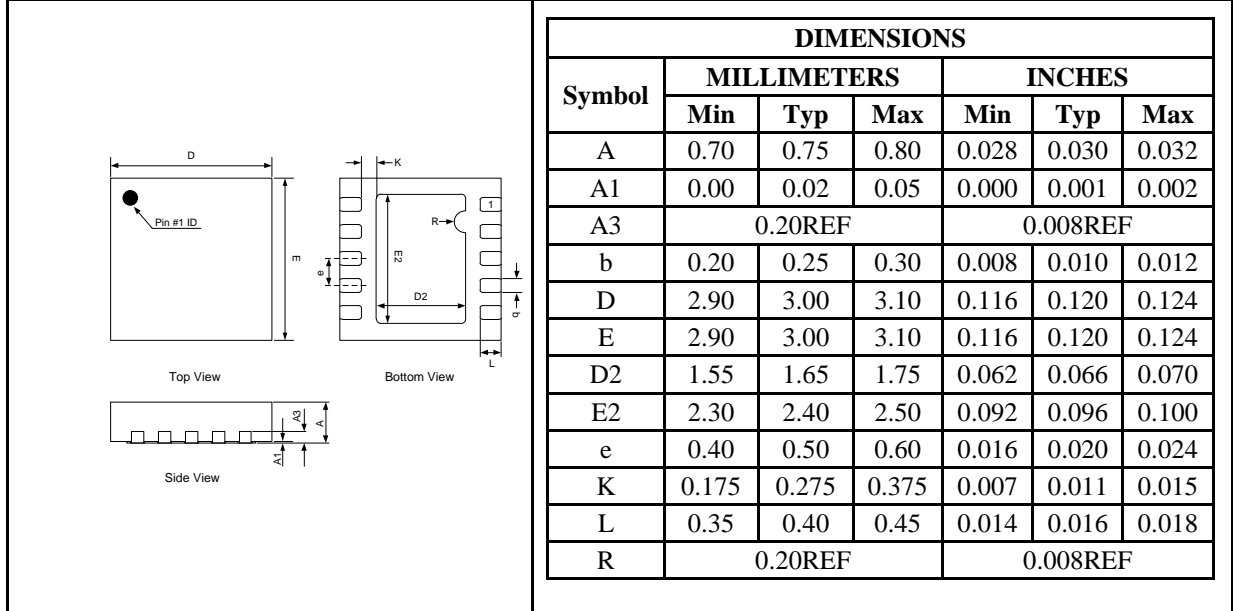 D
Pin #1 ID
E
Top View
K
1
R
E2
e
D2
b
L
Bottom View
A3
A
A1
Side View
DIMENSIONS
Symbol MILLIMETERS INCHES
Min Typ Max Min Typ Max
A 0.70 0.75 0.80 0.028 0.030 0.032
A1 0.00 0.02 0.05 0.000 0.001 0.002
A3 0.20REF 0.008REF
b 0.20 0.25 0.30 0.008 0.010 0.012
D 2.90 3.00 3.10 0.116 0.120 0.124
E 2.90 3.00 3.10 0.116 0.120 0.124
D2 1.55 1.65 1.75 0.062 0.066 0.070
E2 2.30 2.40 2.50 0.092 0.096 0.100
e 0.40 0.50 0.60 0.016 0.020 0.024
K 0.175 0.275 0.375 0.007 0.011 0.015
L 0.35 0.40 0.45 0.014 0.016 0.018
R 0.20REF 0.008REF